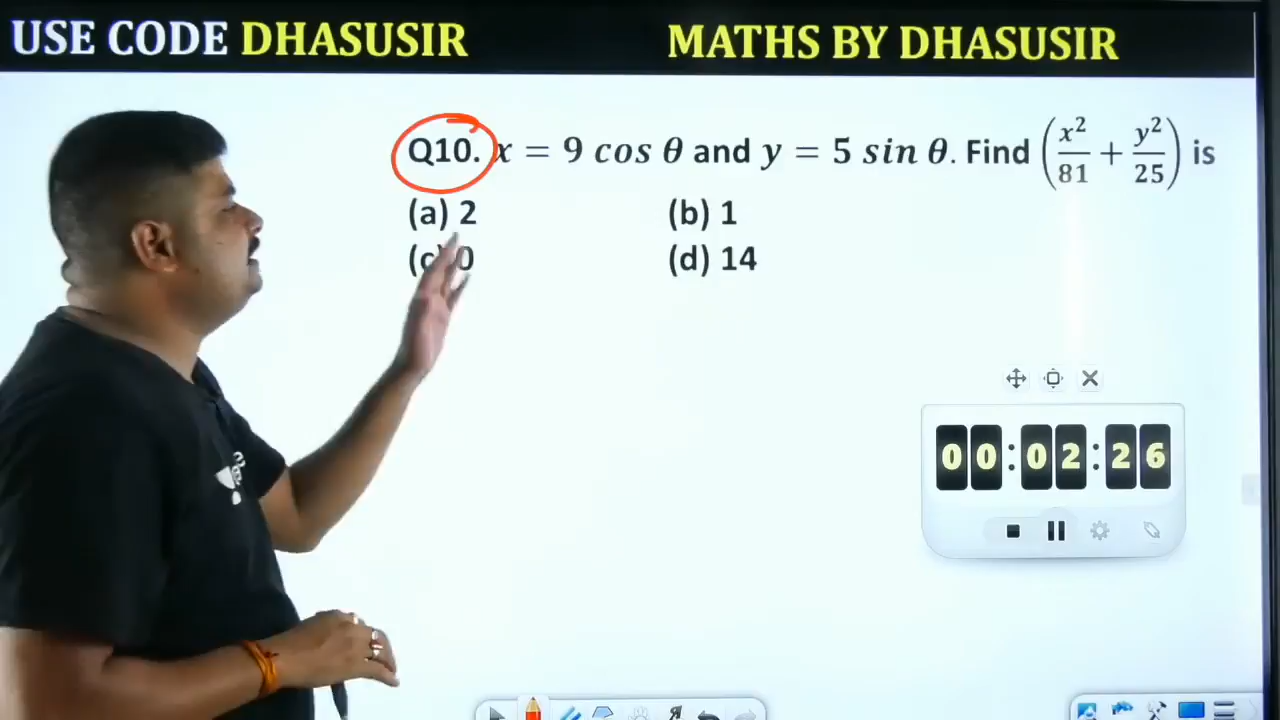 USE CODE DHASUSIR
MATHS BY DHASUSIR
Q10. x = 9 cos θ and y = 5 sin θ. Find (x²/81 + y²/25) is
(a) 2 (b) 1
(c) 0 (d) 14
00:02:26